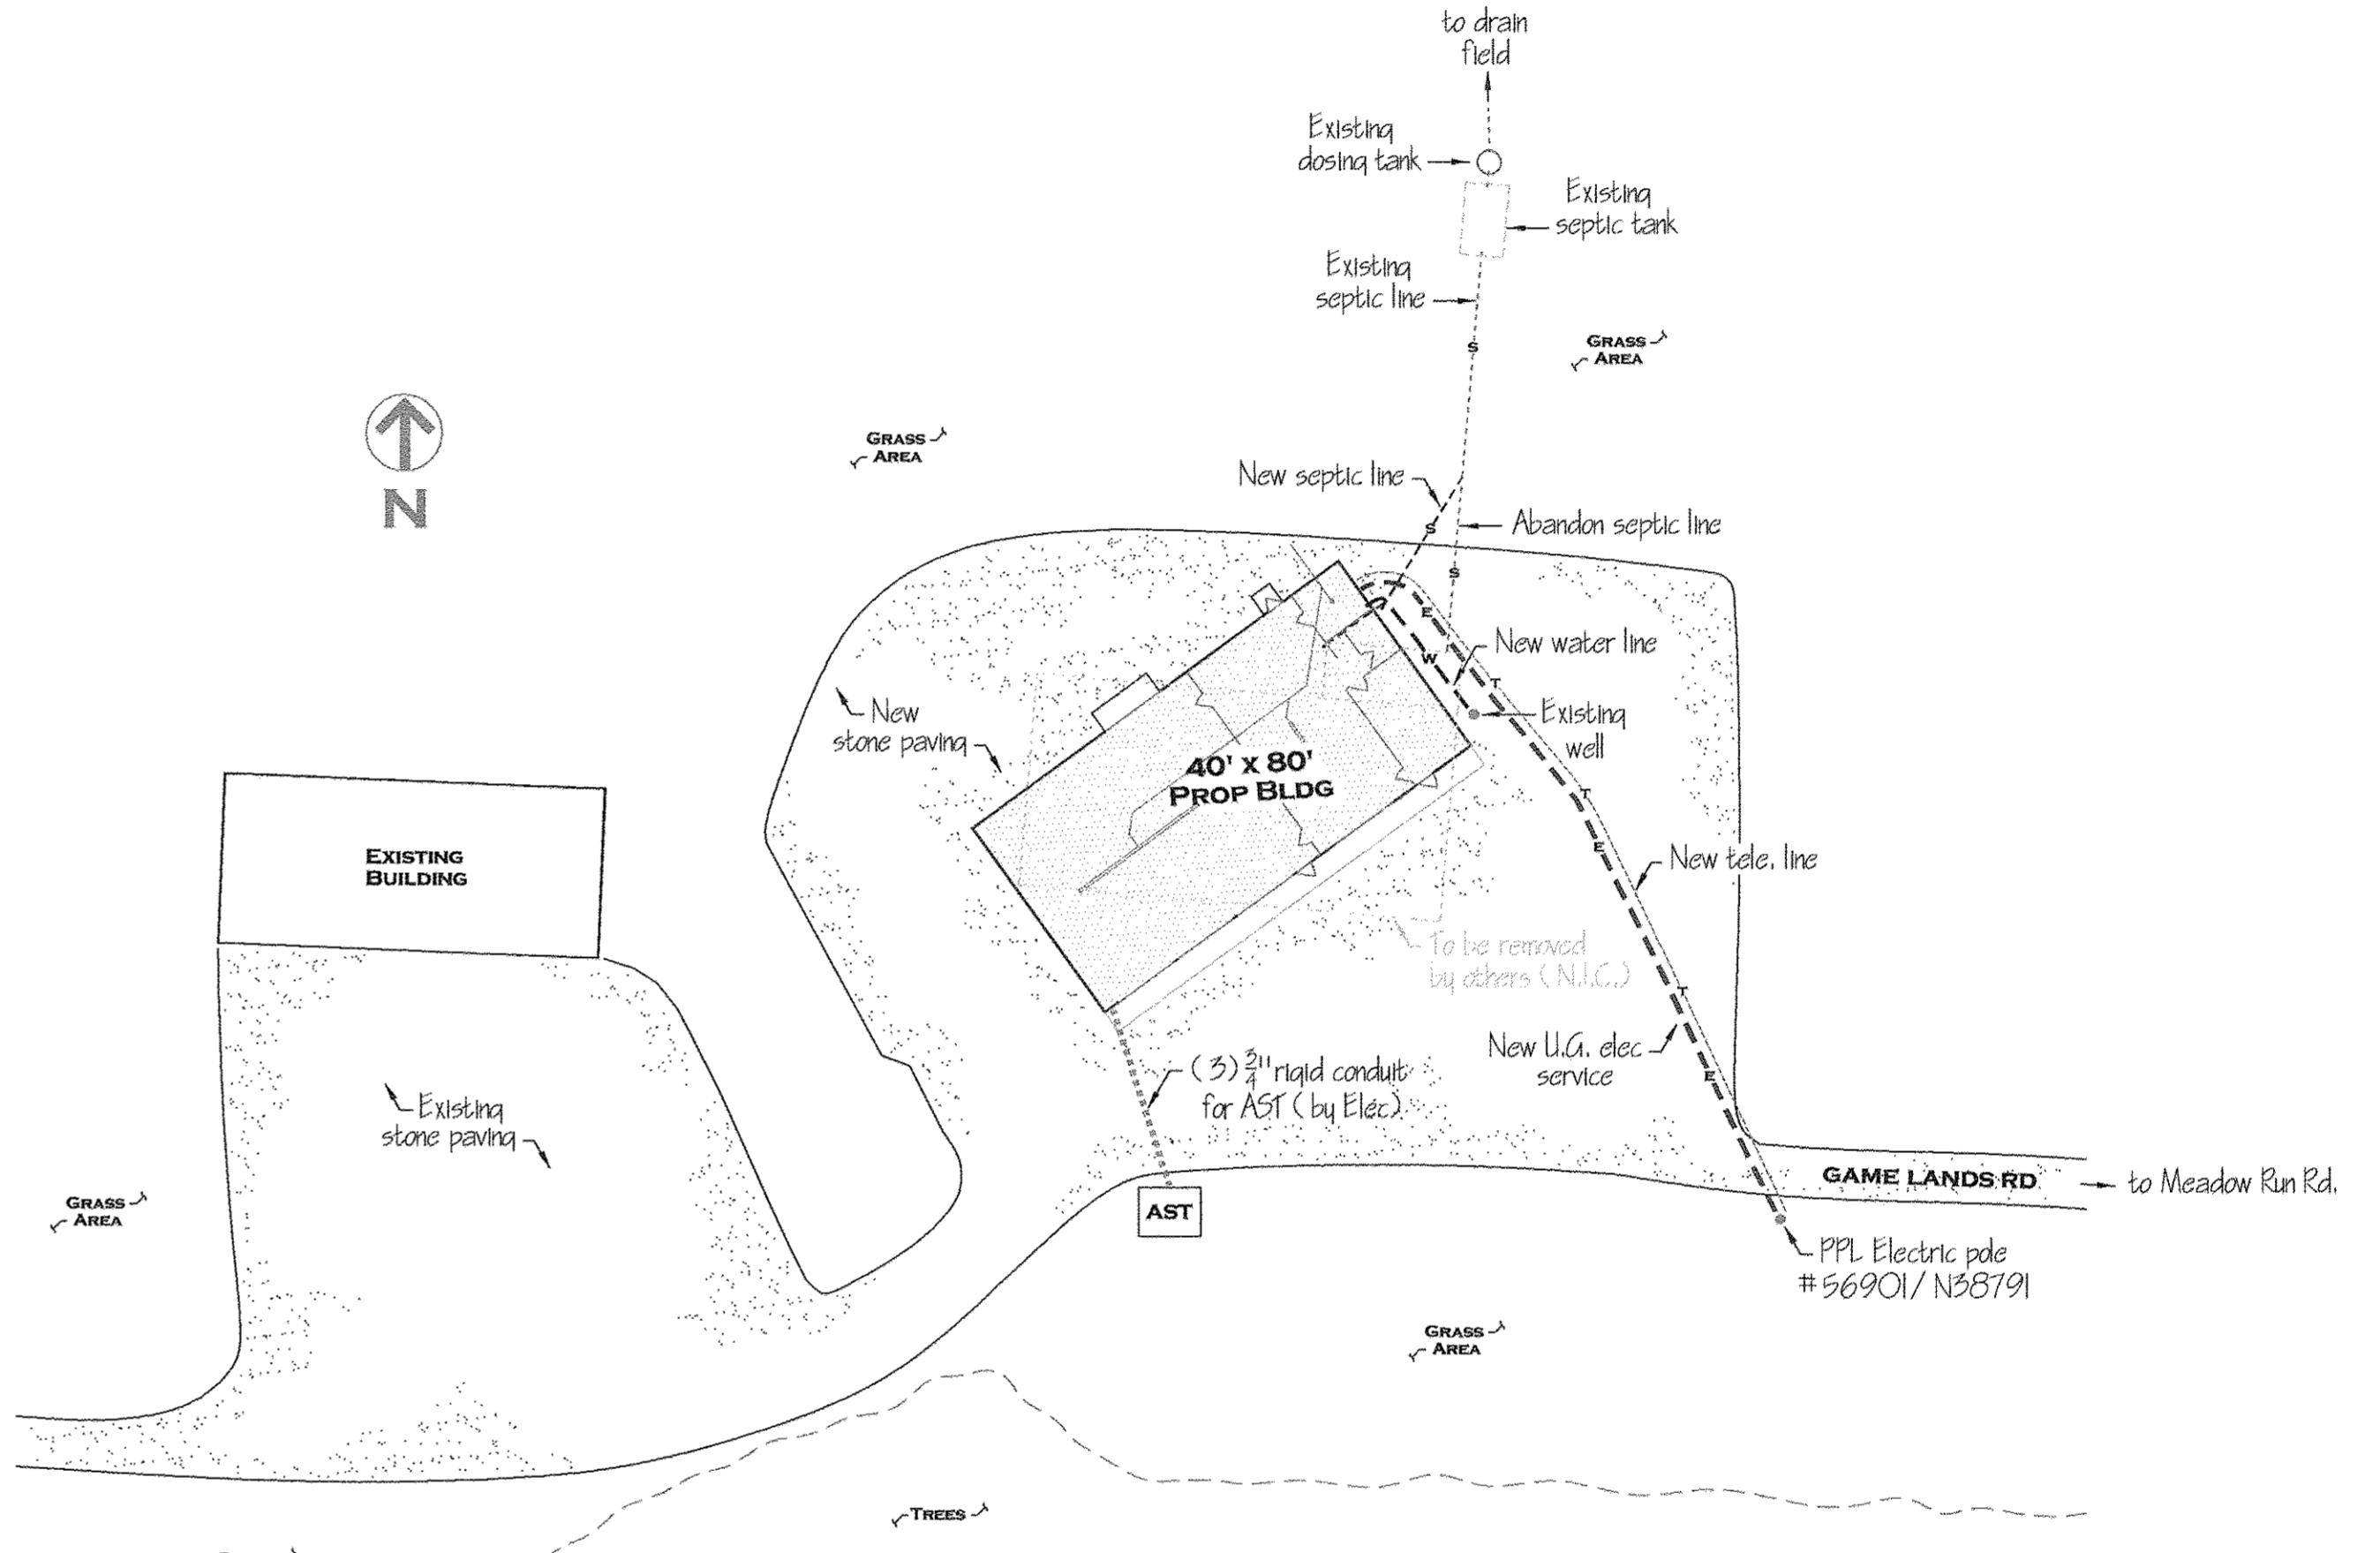 to drain
field
Existing
dosing tank
Existing
septic tank
Existing
septic line
S
GRASS
AREA
N
GRASS
AREA
New septic line
S
Abandon septic line
S
E
New water line
W
T
New
stone paving
Existing
well
40' X 80'
PROP BLDG
T
E
New tele. line
EXISTING
BUILDING
To be removed
by others (N.I.C.)
T
New U.G. elec
service
E
(3) 3/4" rigid conduit
for AST (by Elec)
Existing
stone paving
GAME LANDS RD
to Meadow Run Rd.
GRASS
AREA
AST
PPL Electric pole
#56901/ N38791
GRASS
AREA
TREES